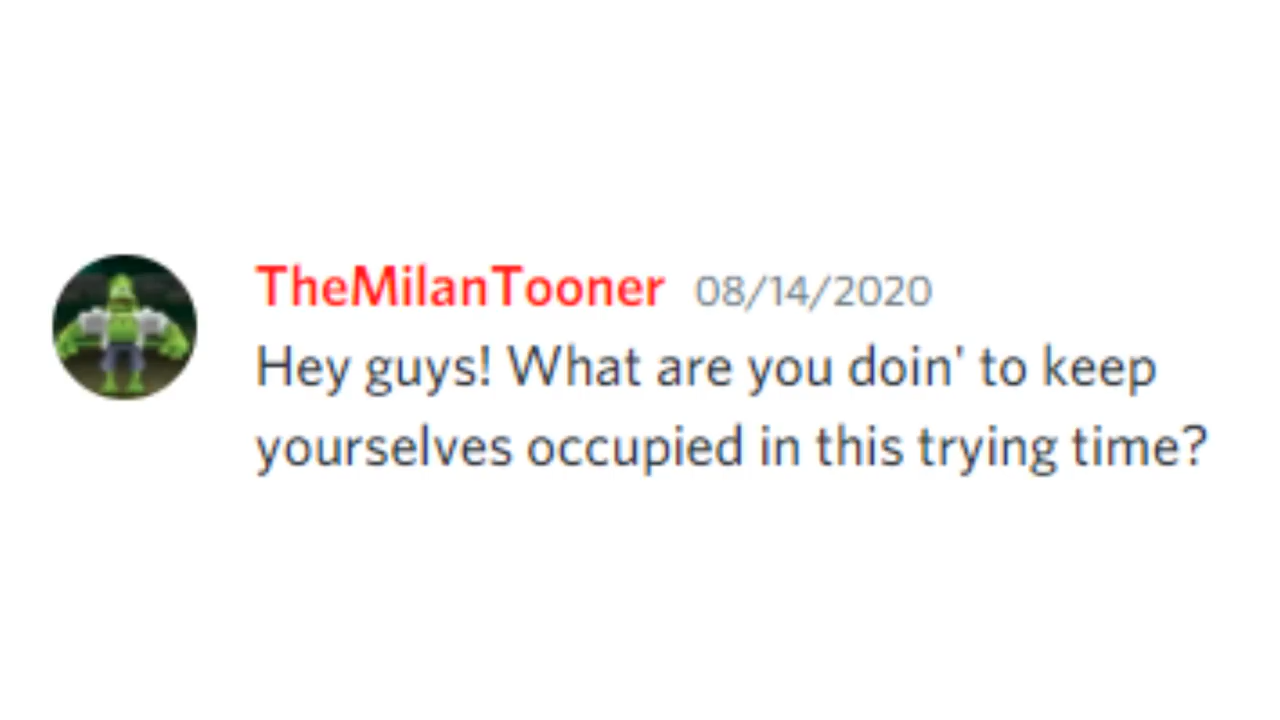 TheMilanTooner 08/14/2020
Hey guys! What are you doin' to keep
yourselves occupied in this trying time?